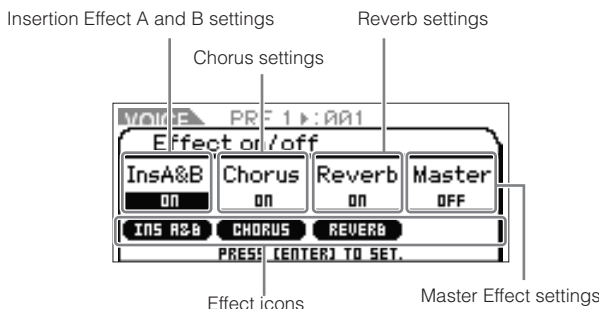 Insertion Effect A and B settings
Reverb settings
Chorus settings
VOICE PRE 1 :001
Effect on/off
InsA&B Chorus Reverb Master
ON ON ON OFF
INS A&B CHORUS REVERB
PRESS [ENTER] TO SET.
Effect icons
Master Effect settings